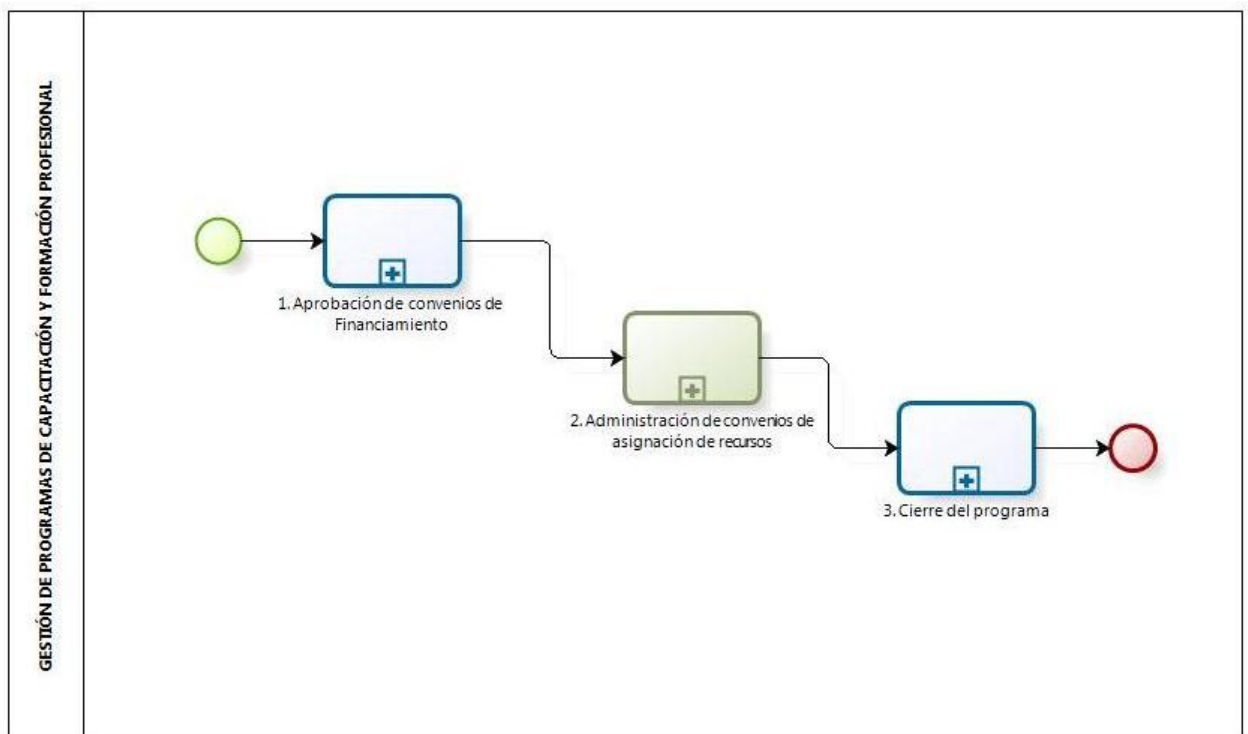 GESTIÓN DE PROGRAMAS DE CAPACITACIÓN Y FORMACIÓN PROFESIONAL
1. Aprobación de convenios de
Financiamiento
2. Administración de convenios de
asignación de recursos
3. Cierre del programa